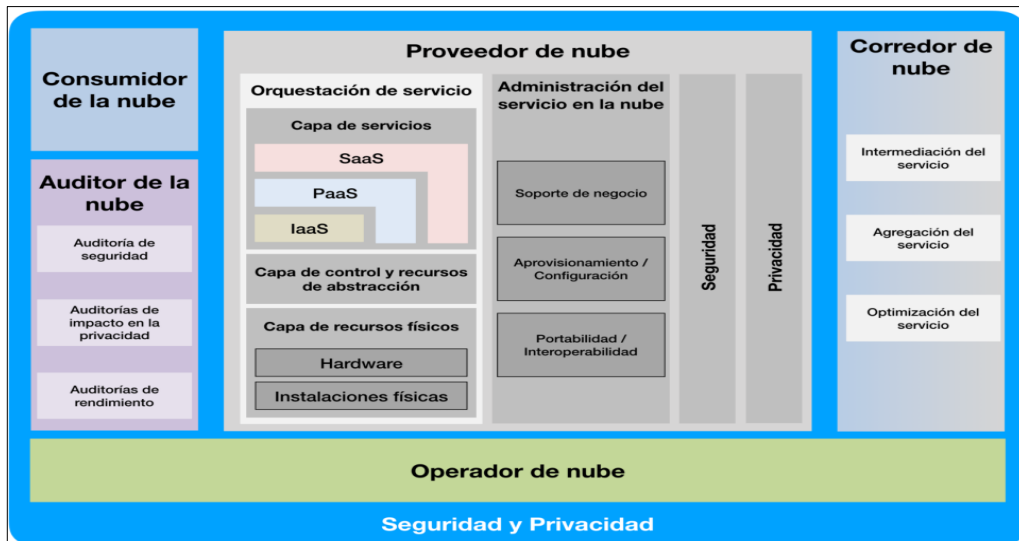 Consumidor
de la nube
Auditor de la
nube
Auditoría de
seguridad
Auditorías de
impacto en la
privacidad
Auditorías de
rendimiento
Proveedor de nube
Orquestación de servicio
Capa de servicios
SaaS
PaaS
IaaS
Capa de control y recursos
de abstracción
Capa de recursos físicos
Hardware
Instalaciones físicas
Administración del
servicio en la nube
Soporte de negocio
Aprovisionamiento /
Configuración
Portabilidad /
Interoperabilidad
Seguridad
Privacidad
Corredor de
nube
Intermediación del
servicio
Agregación del
servicio
Optimización del
servicio
Operador de nube
Seguridad y Privacidad